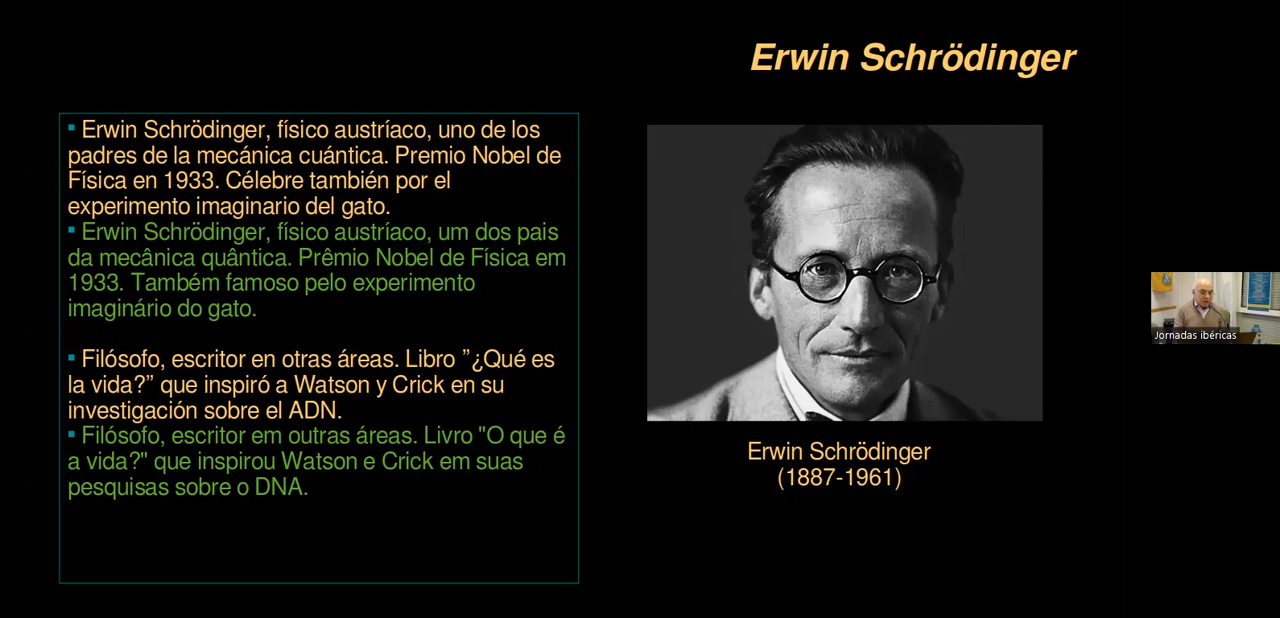 Erwin Schrödinger
Erwin Schrödinger, físico austríaco, uno de los
padres de la mecánica cuántica. Premio Nobel de
Física en 1933. Célebre también por el
experimento imaginario del gato.
Erwin Schrödinger, físico austríaco, um dos pais
da mecânica quântica. Prêmio Nobel de Física em
1933. Também famoso pelo experimento
imaginário do gato.
Filósofo, escritor en otras áreas. Libro ”¿Qué es
la vida?” que inspiró a Watson y Crick en su
investigación sobre el ADN.
Filósofo, escritor em outras áreas. Livro "O que é
a vida?" que inspirou Watson e Crick em suas
pesquisas sobre o DNA.
Erwin Schrödinger
(1887-1961)
Jornadas ibéricas